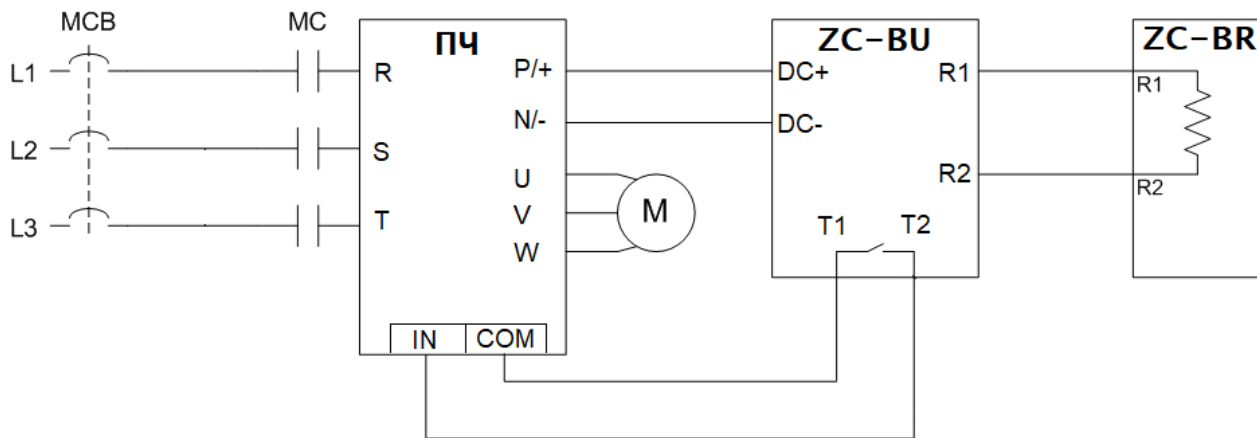 MCB MC ПЧ ZC-BU ZC-BR
L1 R P/+ DC+ R1 R1
L2 S N/- DC- R2 R2
L3 T U
V M
W T1 T2
IN COM